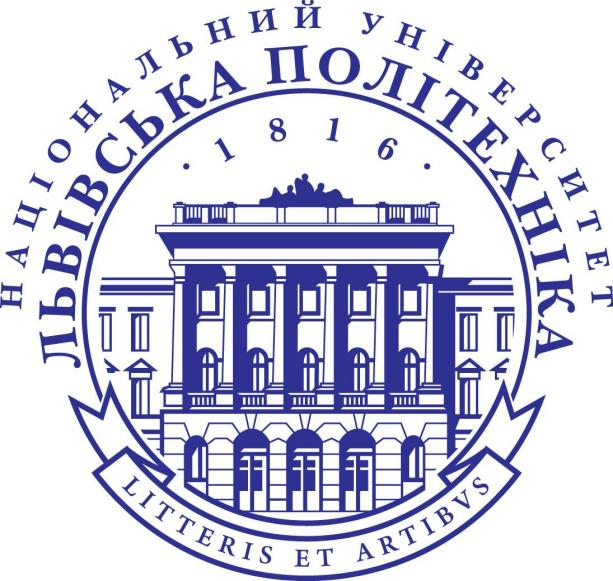 НАЦІОНАЛЬНИЙ УНІВЕРСИТЕТ
ЛЬВІВСЬКА ПОЛІТЕХНІКА
· 1816 ·
LITTERIS ET ARTIBVS